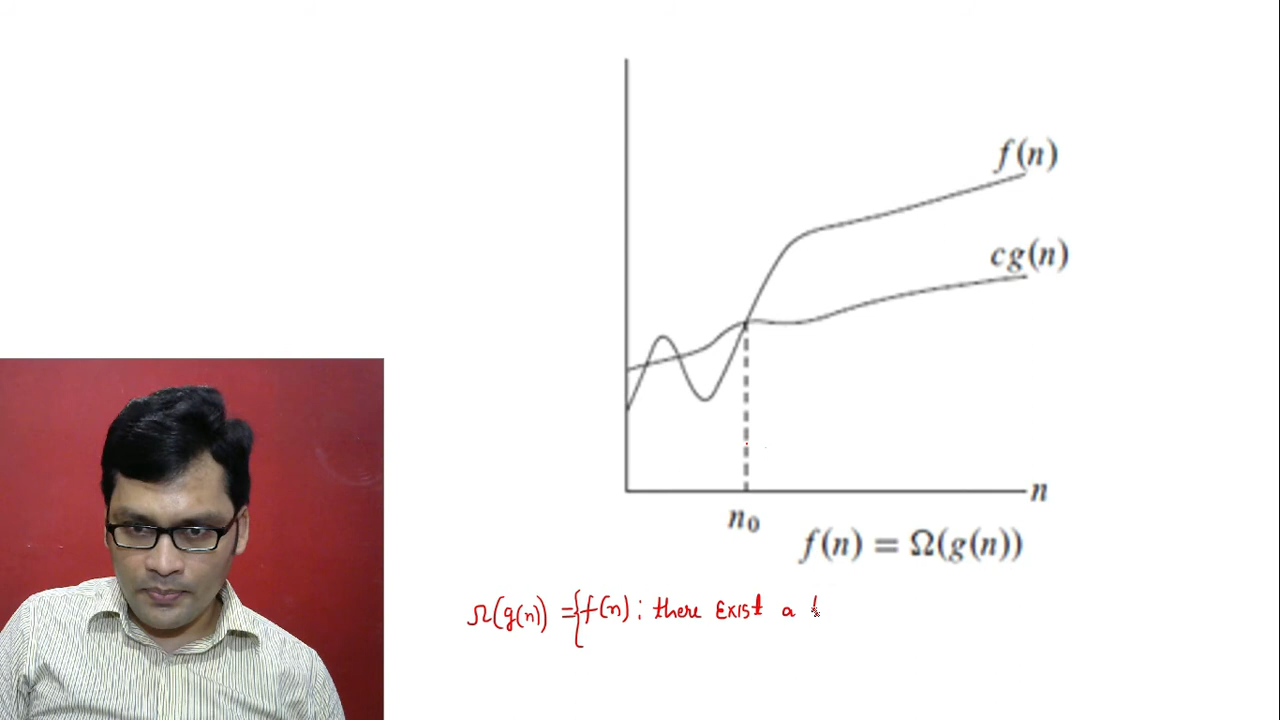 f(n)
cg(n)
n
n₀
f(n) = Ω(g(n))
Ω(g(n)) = {f(n) : there Exist a